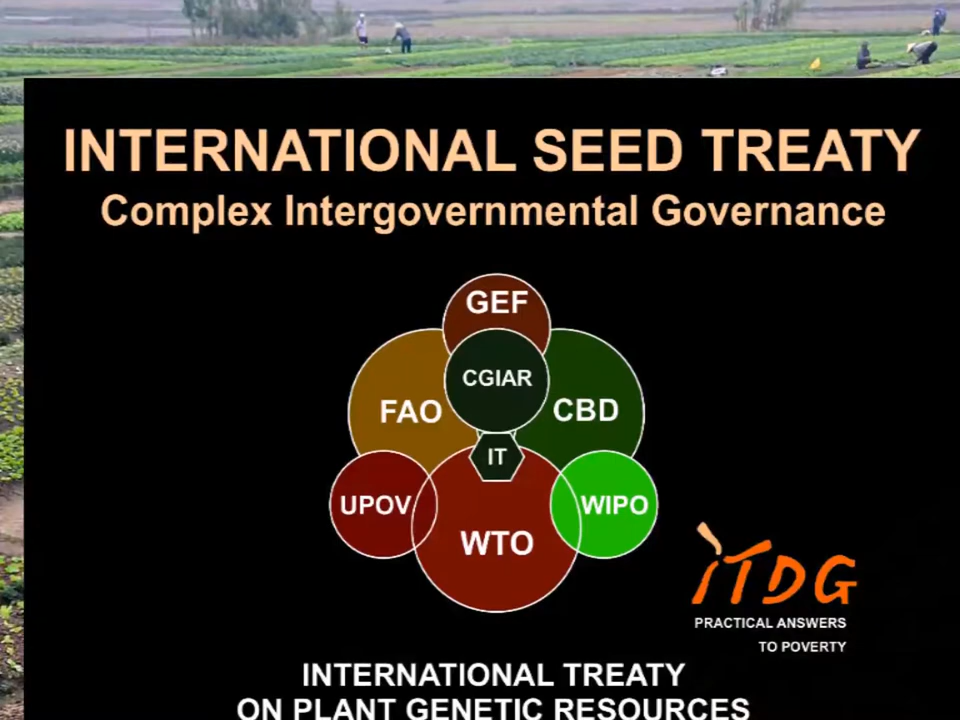 INTERNATIONAL SEED TREATY
Complex Intergovernmental Governance
GEF
CGIAR
FAO
CBD
IT
UPOV
WIPO
WTO
iTDG
PRACTICAL ANSWERS
TO POVERTY
INTERNATIONAL TREATY
ON PLANT GENETIC RESOURCES